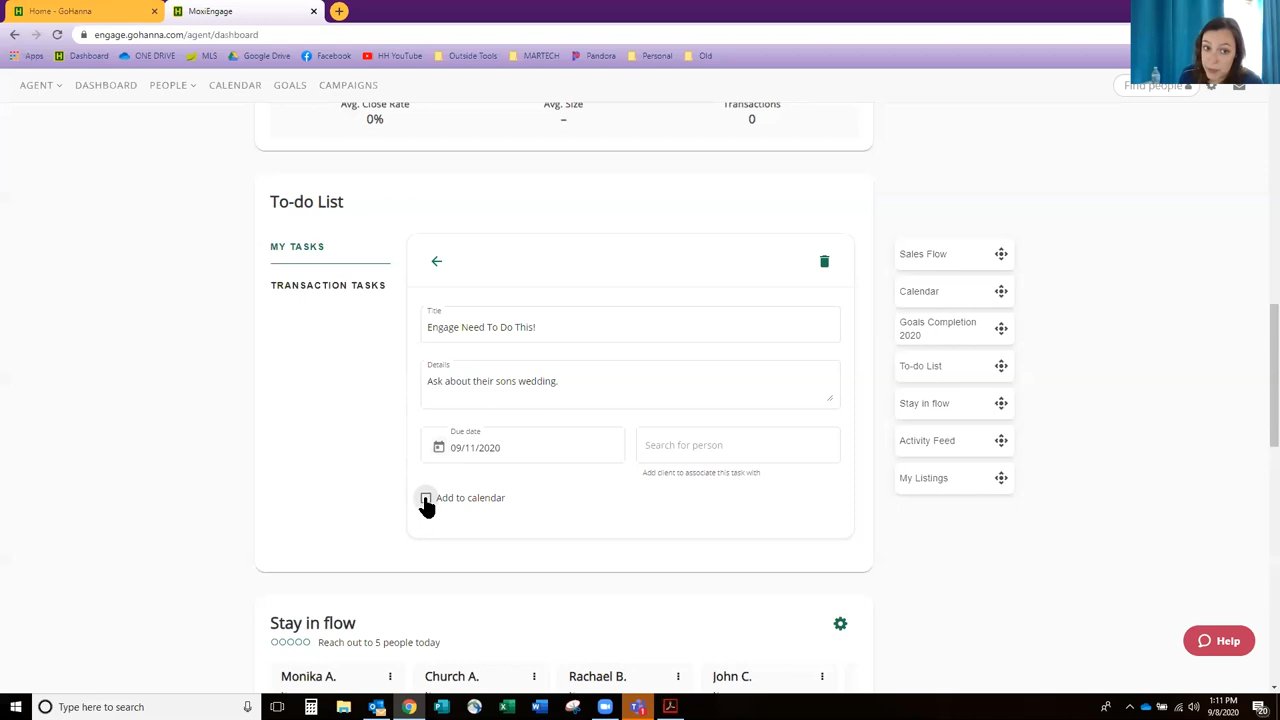 Home - GoHanna
MoxiEngage
engage.gohanna.com/agent/dashboard
Apps
Dashboard
ONE DRIVE
MLS
Google Drive
Facebook
HH YouTube
Outside Tools
MARTECH
Pandora
Personal
Old
AGENT
DASHBOARD
PEOPLE
CALENDAR
GOALS
CAMPAIGNS
Find people
Avg. Close Rate
0%
Avg. Size
–
Transactions
0
To-do List
MY TASKS
TRANSACTION TASKS
Title
Engage Need To Do This!
Details
Ask about their sons wedding.
Due date
09/11/2020
Search for person
Add client to associate this task with
Add to calendar
Sales Flow
Calendar
Goals Completion
2020
To-do List
Stay in flow
Activity Feed
My Listings
Stay in flow
Reach out to 5 people today
Monika A.
Church A.
Rachael B.
John C.
Help
Type here to search
1:11 PM
9/8/2020
20